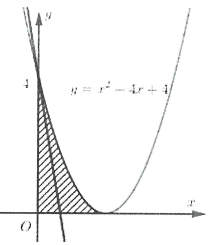 y
4
y = x² − 4x + 4
x
O